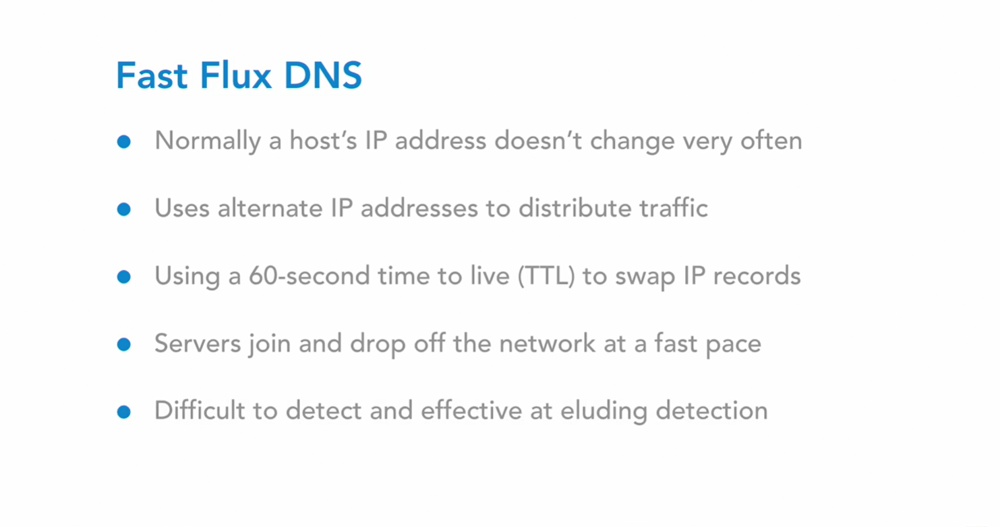 Fast Flux DNS
Normally a host’s IP address doesn’t change very often
Uses alternate IP addresses to distribute traffic
Using a 60-second time to live (TTL) to swap IP records
Servers join and drop off the network at a fast pace
Difficult to detect and effective at eluding detection